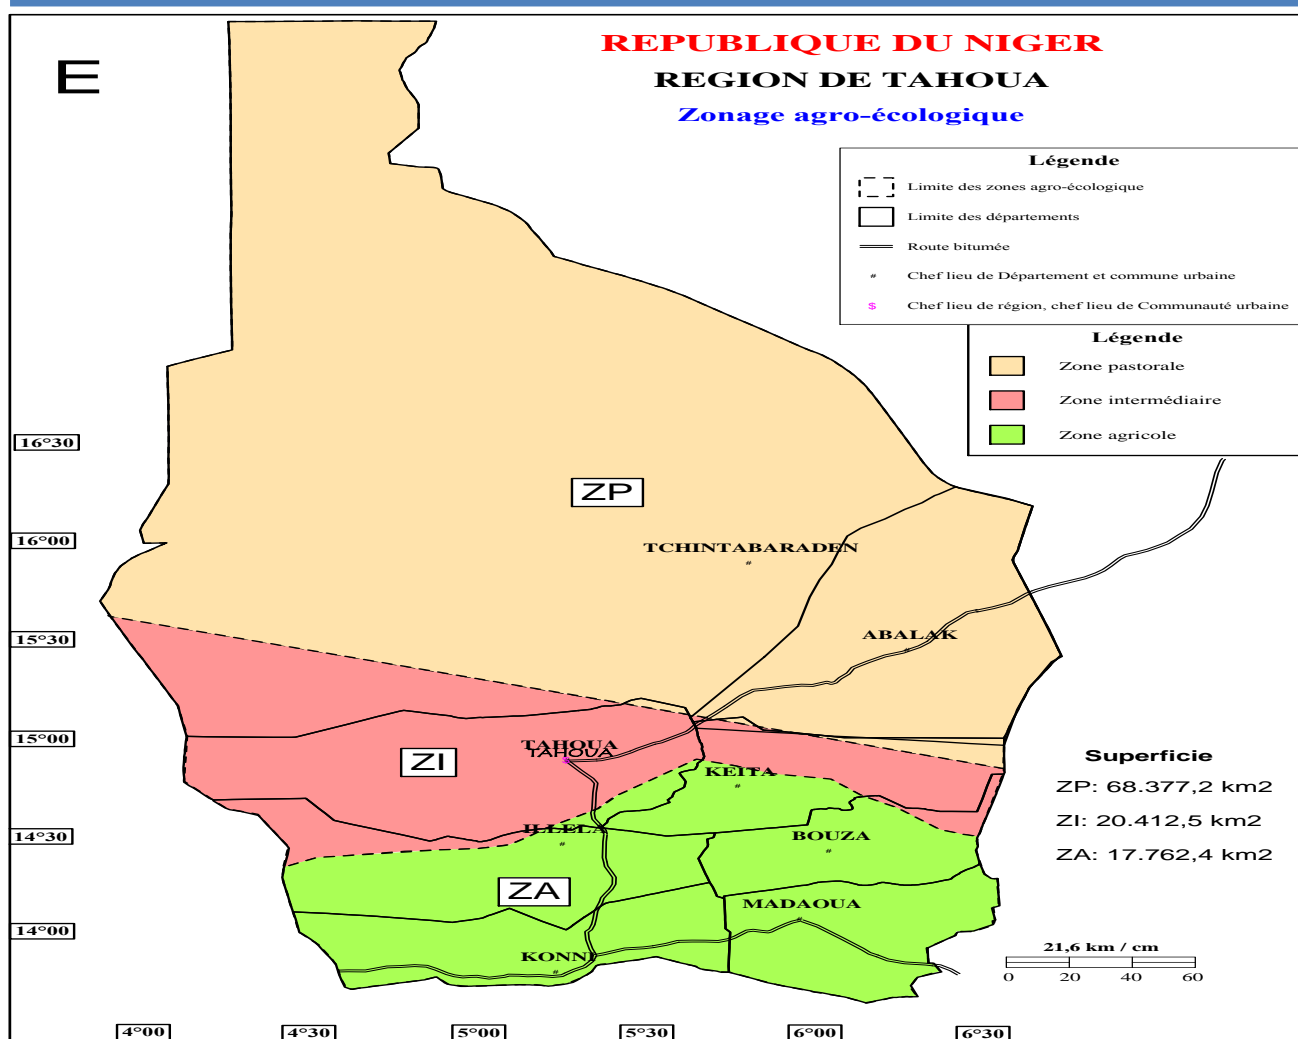 E
REPUBLIQUE DU NIGER
REGION DE TAHOUA
Zonage agro-écologique
Légende
Limite des zones agro-écologique
Limite des départements
Route bitumée
# Chef lieu de Département et commune urbaine
$ Chef lieu de région, chef lieu de Communauté urbaine
Légende
Zone pastorale
Zone intermédiaire
Zone agricole
16°30
ZP
16°00
TCHINTABARADEN
#
15°30
ABALAK
#
15°00
TAHOUA
TAHOUA
$
ZI
KEITA
#
Superficie
ZP: 68.377,2 km2
ZI: 20.412,5 km2
ZA: 17.762,4 km2
14°30
ILLELA
#
BOUZA
#
ZA
MADAOUA
#
14°00
KONNI
#
21,6 km / cm
0 20 40 60
4°00 4°30 5°00 5°30 6°00 6°30